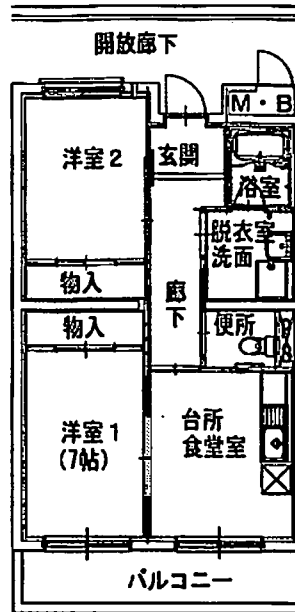 開放廊下
M・B
洋室2
玄関
浴室
脱衣室
洗面
物入
廊下
物入
便所
洋室1
(7帖)
台所
食堂室
バルコニー